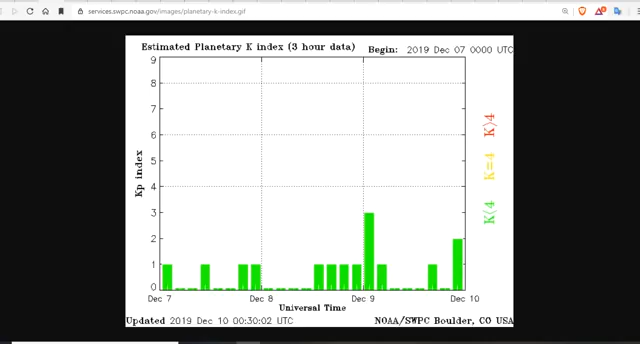 services.swpc.noaa.gov/images/planetary-k-index.gif
Estimated Planetary K index (3 hour data)
Begin: 2019 Dec 07 0000 UTC
9
8
7
6
5
4
3
2
1
0
Kp index
K<4 K=4 K>4
Dec 7 Dec 8 Dec 9 Dec 10
Universal Time
Updated 2019 Dec 10 00:30:02 UTC
NOAA/SWPC Boulder, CO USA